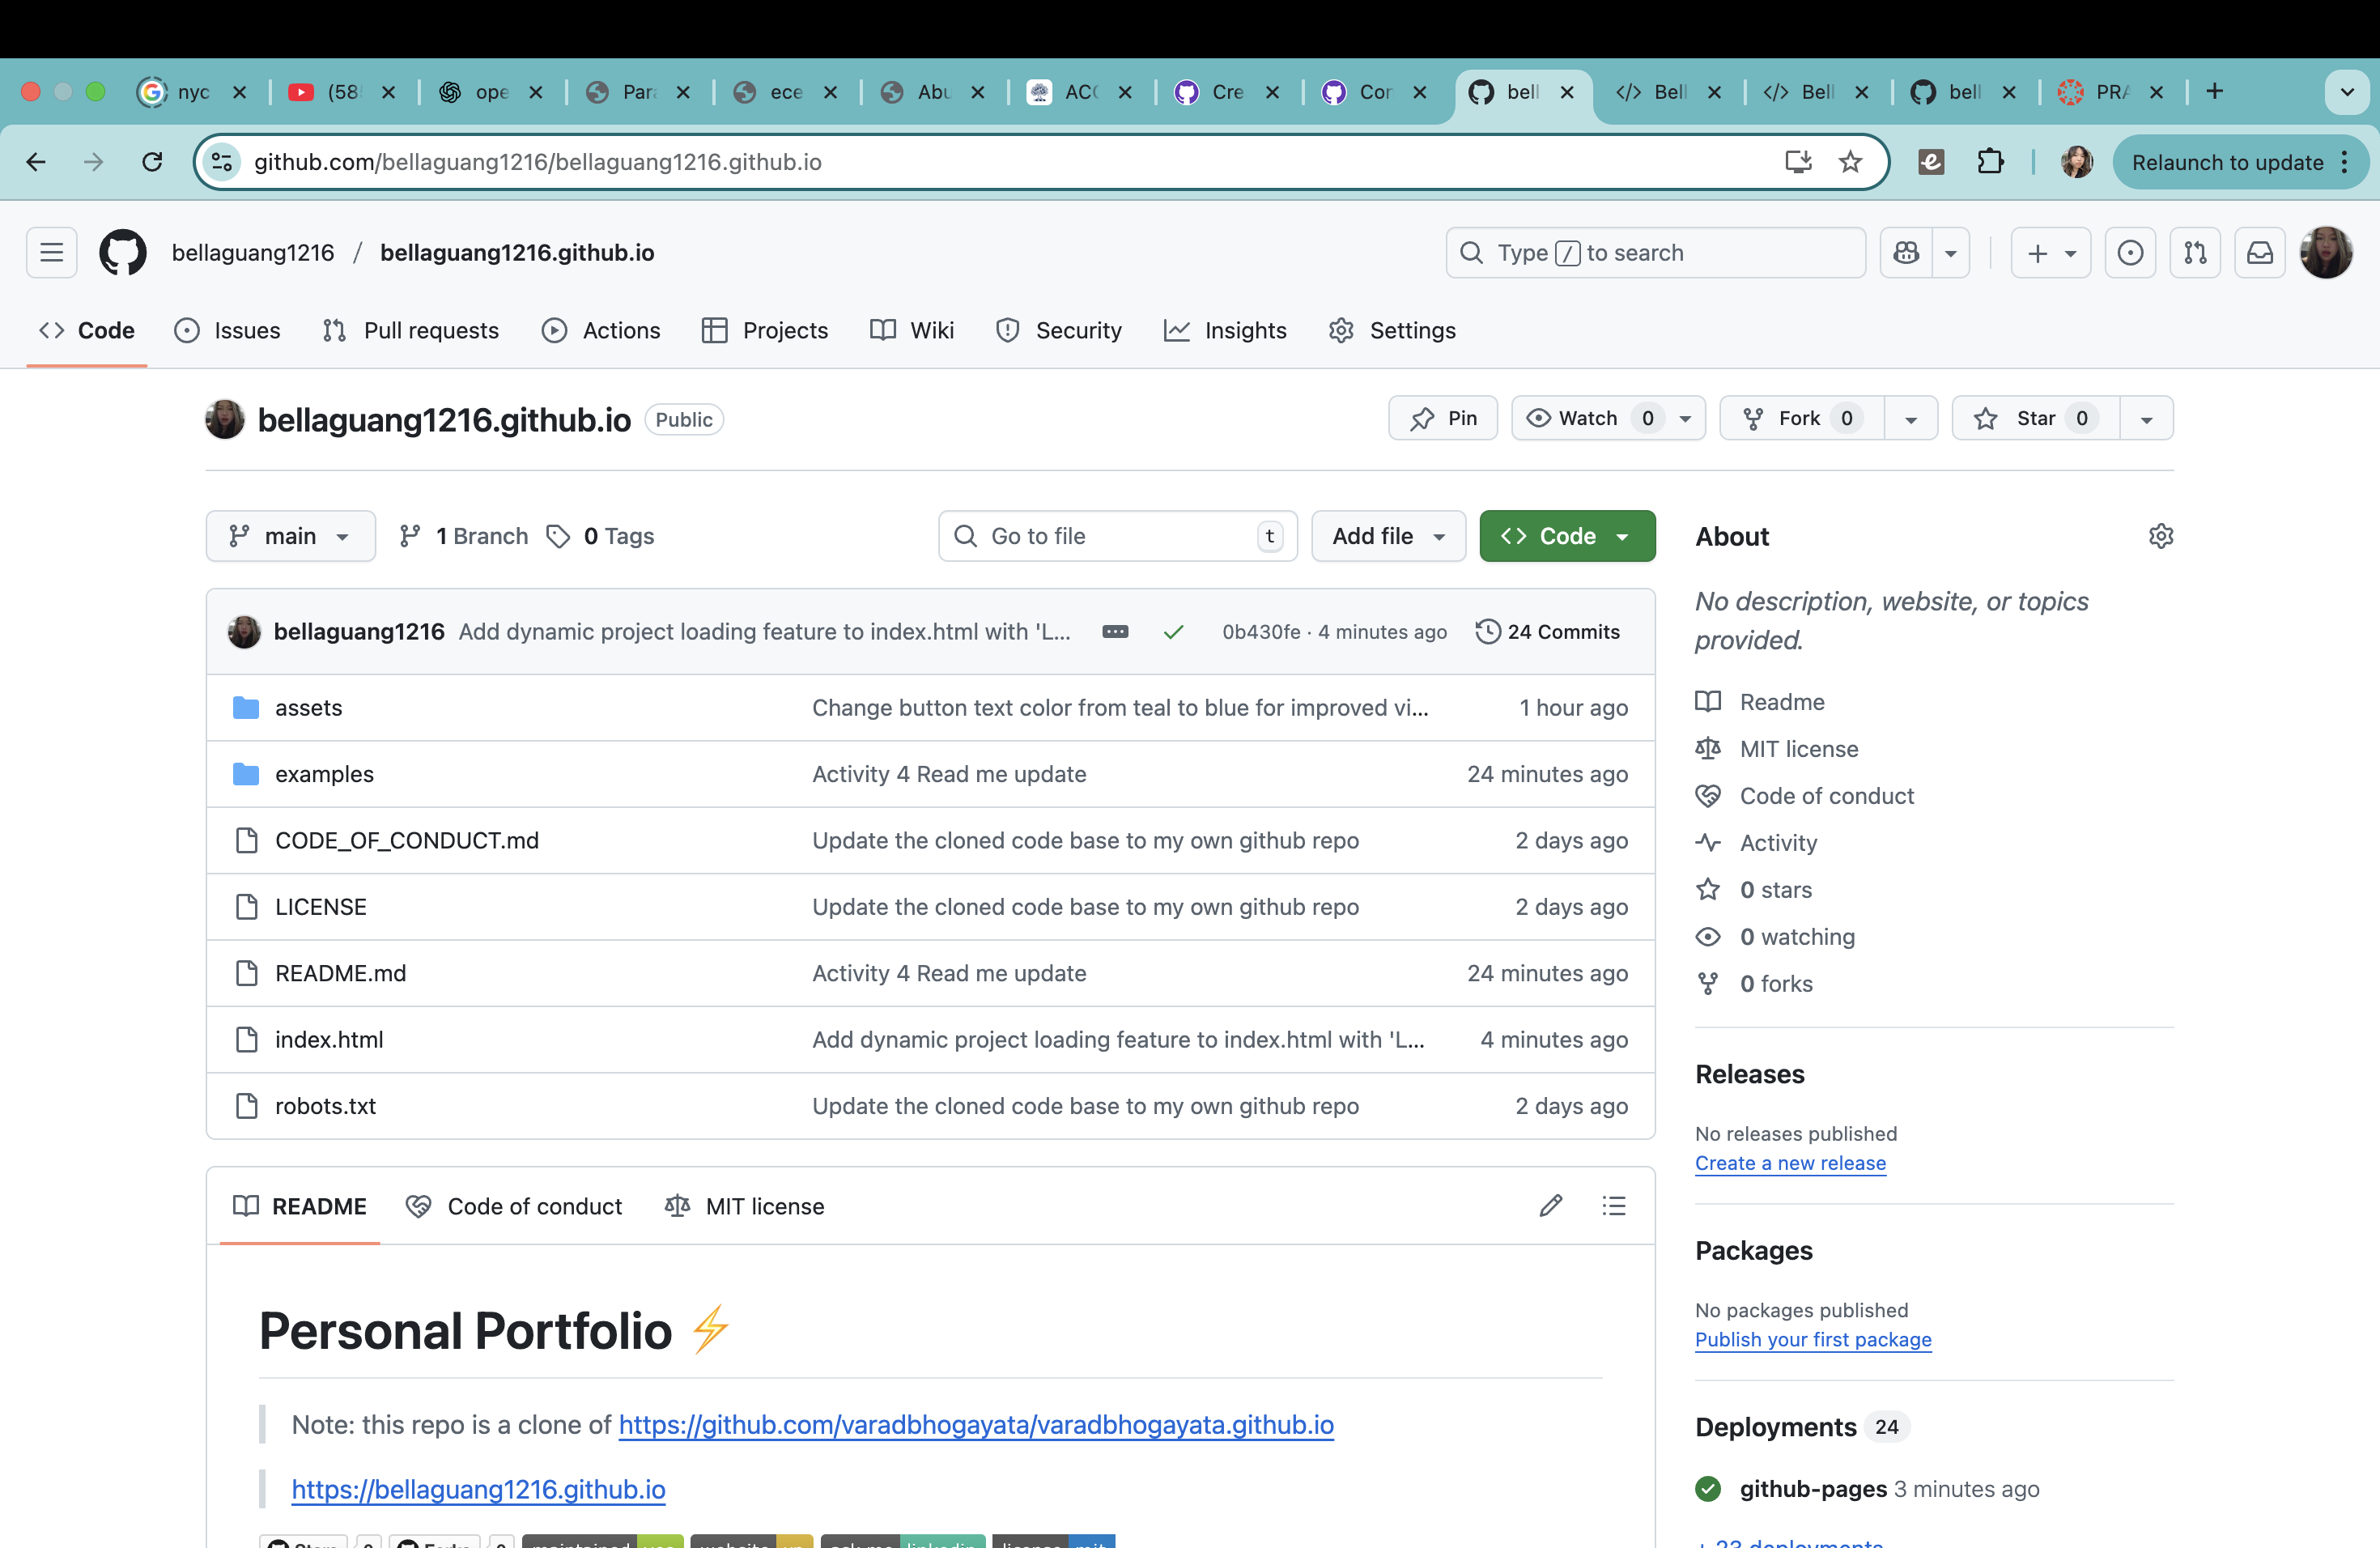 nyc
(58
ope
Para
ece
Abu
ACC
Cre
Cor
bell
Bell
Bell
bell
PRA
github.com/bellaguang1216/bellaguang1216.github.io
Relaunch to update
bellaguang1216 / bellaguang1216.github.io
Type / to search
Code
Issues
Pull requests
Actions
Projects
Wiki
Security
Insights
Settings
bellaguang1216.github.io Public
Pin
Watch 0
Fork 0
Star 0
main
1 Branch
0 Tags
Go to file t
Add file
Code
bellaguang1216 Add dynamic project loading feature to index.html with 'L... 0b430fe · 4 minutes ago 24 Commits
assets Change button text color from teal to blue for improved vi... 1 hour ago
examples Activity 4 Read me update 24 minutes ago
CODE_OF_CONDUCT.md Update the cloned code base to my own github repo 2 days ago
LICENSE Update the cloned code base to my own github repo 2 days ago
README.md Activity 4 Read me update 24 minutes ago
index.html Add dynamic project loading feature to index.html with 'L... 4 minutes ago
robots.txt Update the cloned code base to my own github repo 2 days ago
README
Code of conduct
MIT license
Personal Portfolio ⚡
Note: this repo is a clone of https://github.com/varadbhogayata/varadbhogayata.github.io
https://bellaguang1216.github.io
About
No description, website, or topics
provided.
Readme
MIT license
Code of conduct
Activity
0 stars
0 watching
0 forks
Releases
No releases published
Create a new release
Packages
No packages published
Publish your first package
Deployments 24
github-pages 3 minutes ago
+ 23 deployments